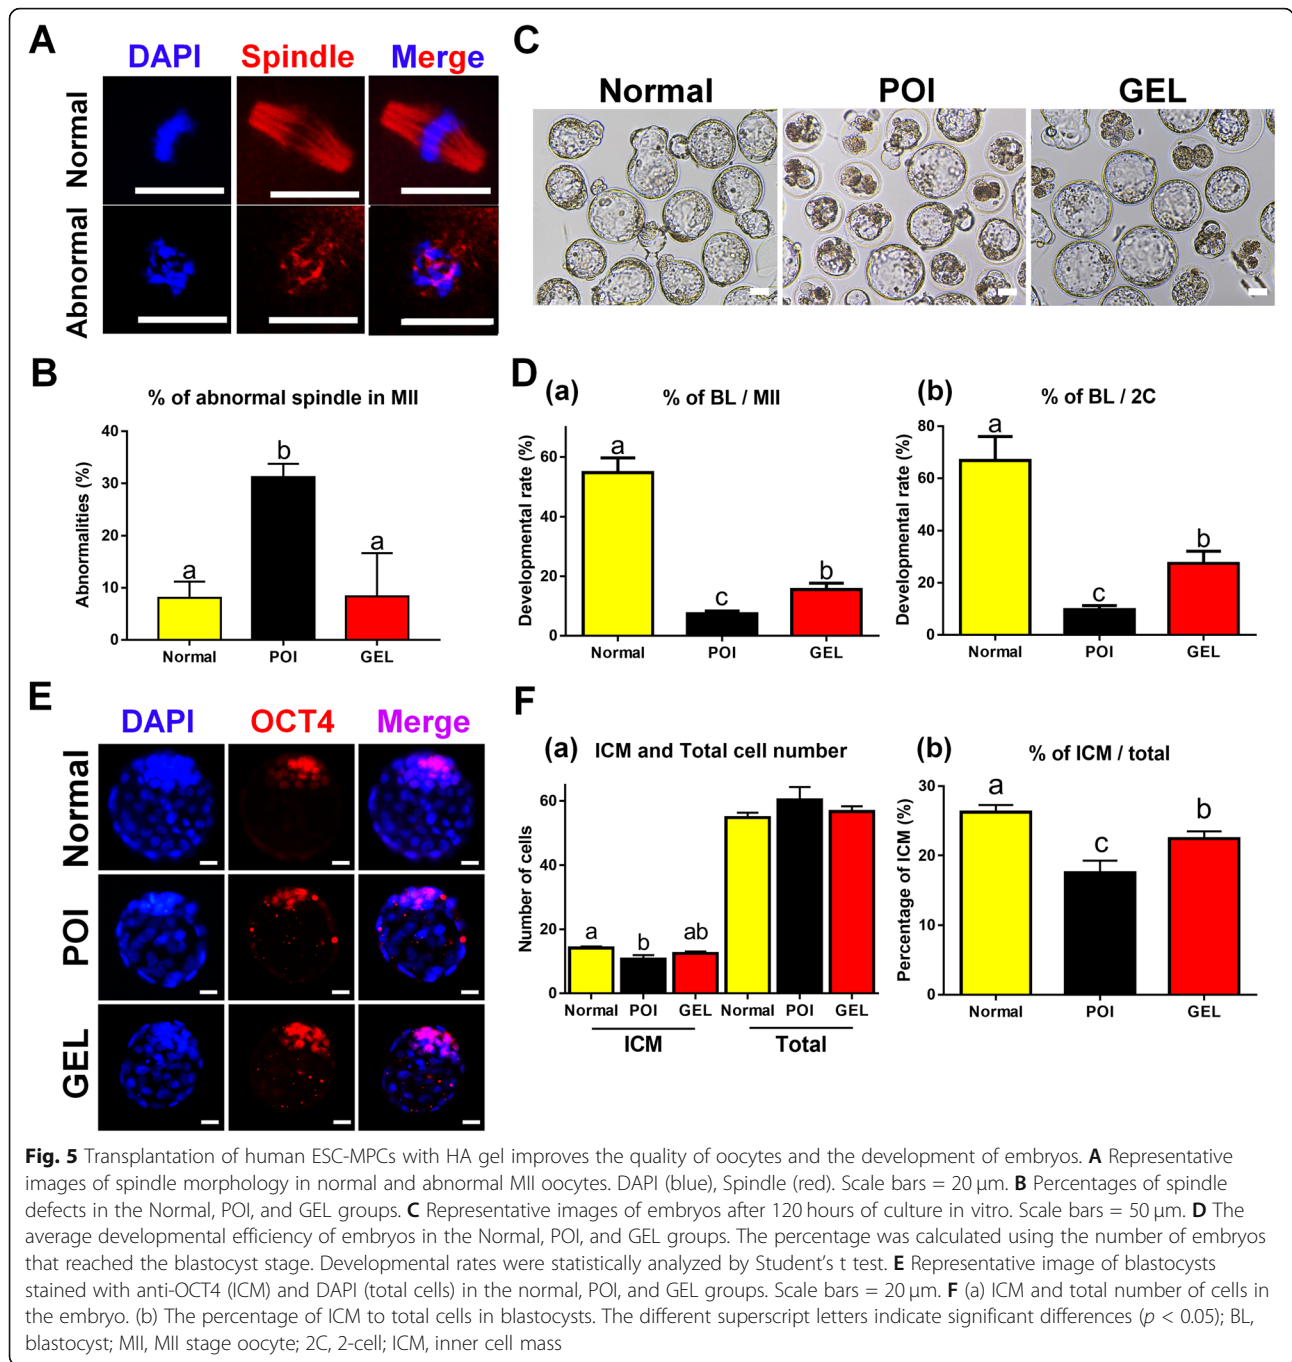 A
DAPI Spindle Merge
Normal
Abnormal
C
Normal POI GEL
B
% of abnormal spindle in MII
Abnormalities (%)
40
30
20
10
0
a b a
Normal POI GEL
D
(a) % of BL / MII
Developmental rate (%)
60
40
20
0
a c b
Normal POI GEL
(b) % of BL / 2C
Developmental rate (%)
80
60
40
20
0
a c b
Normal POI GEL
E
DAPI OCT4 Merge
Normal
POI
GEL
F
(a) ICM and Total cell number
Number of cells
60
40
20
0
a b ab
Normal POI GEL Normal POI GEL
ICM Total
(b) % of ICM / total
Percentage of ICM (%)
30
20
10
0
a c b
Normal POI GEL
Fig. 5 Transplantation of human ESC-MPCs with HA gel improves the quality of oocytes and the development of embryos. A Representative
images of spindle morphology in normal and abnormal MII oocytes. DAPI (blue), Spindle (red). Scale bars = 20 μm. B Percentages of spindle
defects in the Normal, POI, and GEL groups. C Representative images of embryos after 120 hours of culture in vitro. Scale bars = 50 μm. D The
average developmental efficiency of embryos in the Normal, POI, and GEL groups. The percentage was calculated using the number of embryos
that reached the blastocyst stage. Developmental rates were statistically analyzed by Student's t test. E Representative image of blastocysts
stained with anti-OCT4 (ICM) and DAPI (total cells) in the normal, POI, and GEL groups. Scale bars = 20 μm. F (a) ICM and total number of cells in
the embryo. (b) The percentage of ICM to total cells in blastocysts. The different superscript letters indicate significant differences (p < 0.05); BL,
blastocyst; MII, MII stage oocyte; 2C, 2-cell; ICM, inner cell mass